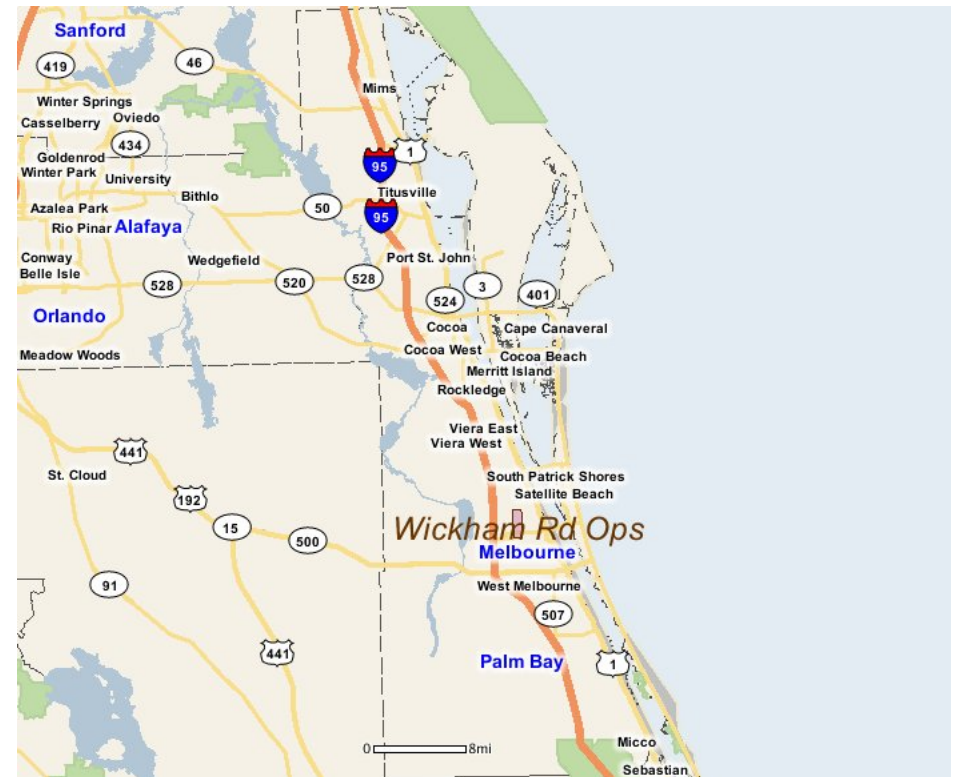 Sanford
419
46
Mims
Winter Springs
Casselberry
Oviedo
434
1
95
Goldenrod
Winter Park
University
Titusville
Bithlo
50
95
Azalea Park
Rio Pinar
Alafaya
Conway
Belle Isle
Wedgefield
Port St. John
528
520
528
524
3
401
Orlando
Cocoa
Cape Canaveral
Meadow Woods
Cocoa West
Cocoa Beach
Merritt Island
Rockledge
Viera East
Viera West
441
St. Cloud
South Patrick Shores
Satellite Beach
192
15
500
Wickham Rd Ops
Melbourne
91
West Melbourne
507
441
Palm Bay
1
0
8mi
Micco
Sebastian